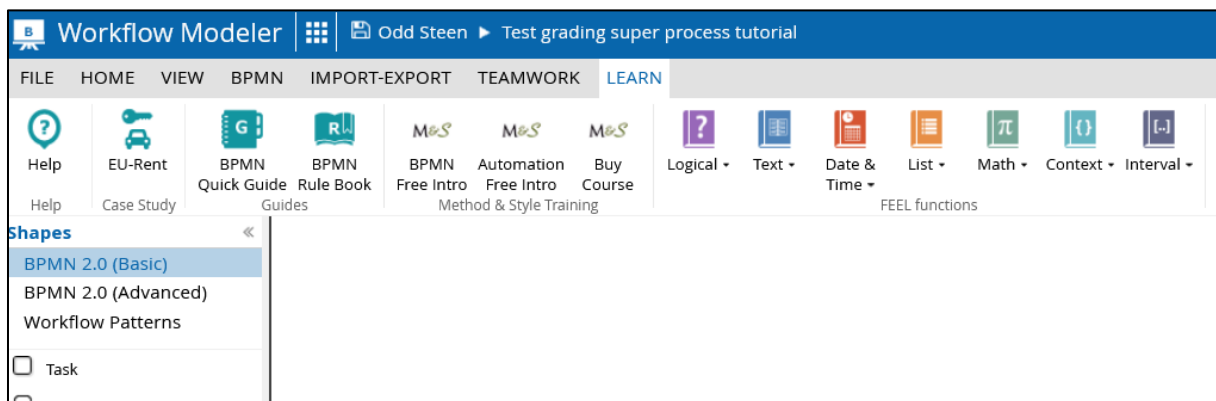 B Workflow Modeler Odd Steen ▶ Test grading super process tutorial
FILE HOME VIEW BPMN IMPORT-EXPORT TEAMWORK LEARN
? G R M&S M&S M&S ? π {} [..]
Help EU-Rent BPMN BPMN BPMN Automation Buy Logical Text Date & List Math Context Interval
Quick Guide Rule Book Free Intro Free Intro Course Time
Help Case Study Guides Method & Style Training FEEL functions
Shapes «
BPMN 2.0 (Basic)
BPMN 2.0 (Advanced)
Workflow Patterns
Task